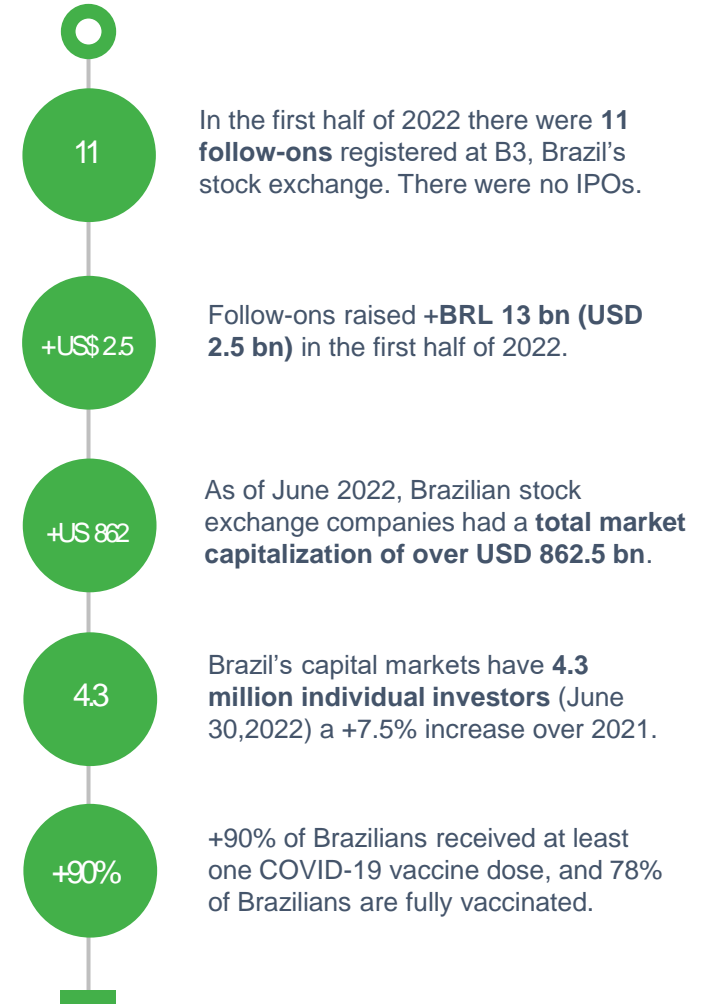 11
In the first half of 2022 there were 11
follow-ons registered at B3, Brazil's
stock exchange. There were no IPOs.
+US$ 2.5
Follow-ons raised +BRL 13 bn (USD
2.5 bn) in the first half of 2022.
+US 862
As of June 2022, Brazilian stock
exchange companies had a total market
capitalization of over USD 862.5 bn.
4.3
Brazil's capital markets have 4.3
million individual investors (June
30,2022) a +7.5% increase over 2021.
+90%
+90% of Brazilians received at least
one COVID-19 vaccine dose, and 78%
of Brazilians are fully vaccinated.